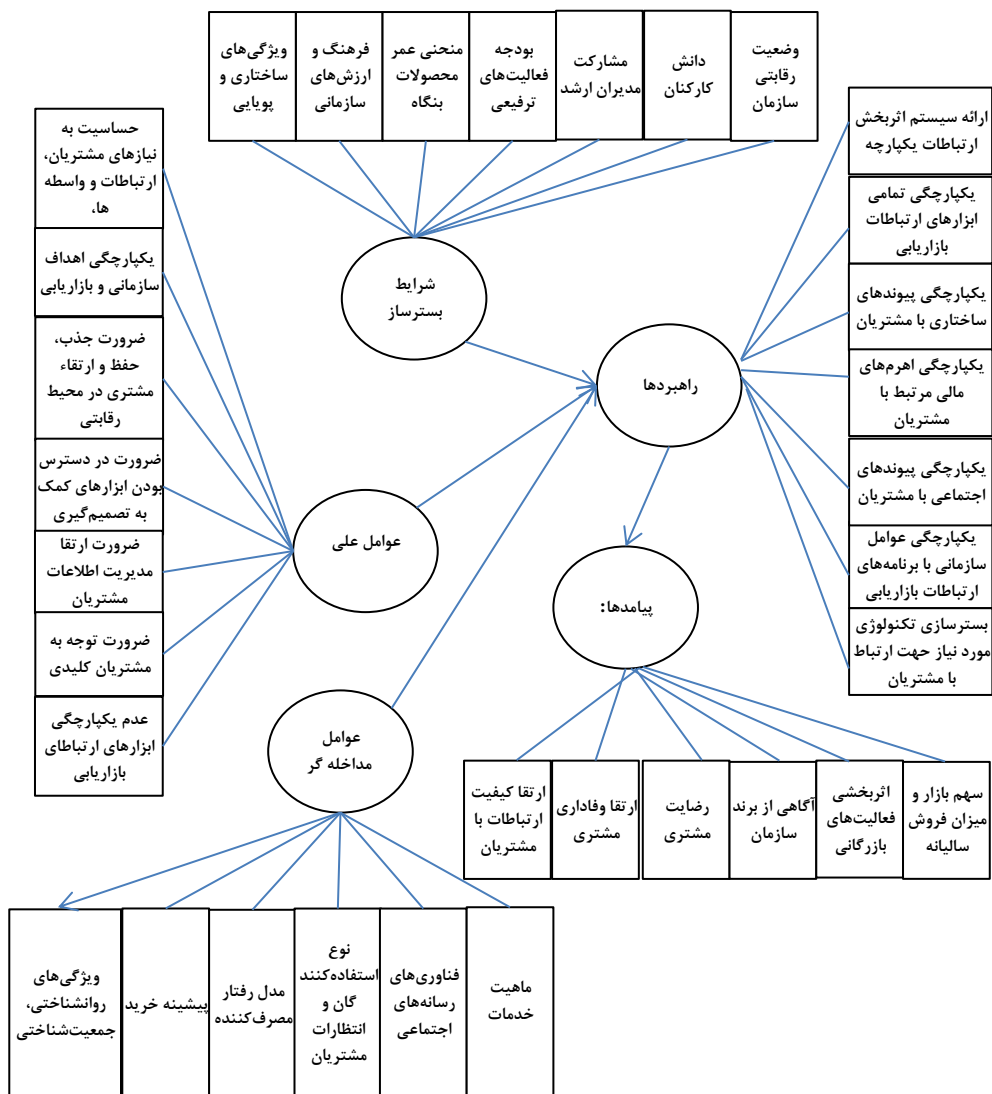 وضعیت
رقابتی
سازمان
دانش
کارکنان
مشارکت
مدیران ارشد
بودجه
فعالیت‌های
ترفیعی
منحنی عمر
محصولات
بنگاه
فرهنگ و
ارزش‌های
سازمانی
ویژگی‌های
ساختاری و
پویایی
ارائه سیستم اثربخش
ارتباطات یکپارچه
یکپارچگی تمامی
ابزارهای ارتباطات
بازاریابی
یکپارچگی پیوندهای
ساختاری با مشتریان
یکپارچگی اهرم‌های
مالی مرتبط با
مشتریان
یکپارچگی پیوندهای
اجتماعی با مشتریان
یکپارچگی عوامل
سازمانی با برنامه‌های
ارتباطات بازاریابی
بسترسازی تکنولوژی
مورد نیاز حهت ارتباط
با مشتریان
شرایط
بسترساز
راهبردها
عوامل علی
پیامدها:
عوامل
مداخله گر
حساسیت به
نیازهای مشتریان،
ارتباطات و واسطه
ها،
یکپارچگی اهداف
سازمانی و بازاریابی
ضرورت جذب،
حفظ و ارتقاء
مشتری در محیط
رقابتی
ضرورت در دسترس
بودن ابزارهای کمک
به تصمیم‌گیری
ضرورت ارتقا
مدیریت اطلاعات
مشتریان
ضرورت توجه به
مشتریان کلیدی
عدم یکپارچگی
ابزارهای ارتباطای
بازاریابی
سهم بازار و
میزان فروش
سالیانه
اثربخشی
فعالیت‌های
بازرگانی
آگاهی از برند
سازمان
رضایت
مشتری
ارتقا وفاداری
مشتری
ارتقا کیفیت
ارتباطات با
مشتریان
ماهیت
خدمات
فناوری‌های
رسانه‌های
اجتماعی
نوع
استفاده‌کنند
گان و
انتظارات
مشتریان
مدل رفتار
مصرف‌کننده
پیشینه خرید
ویژگی‌های
روانشناختی،
جمعیت‌شناختی